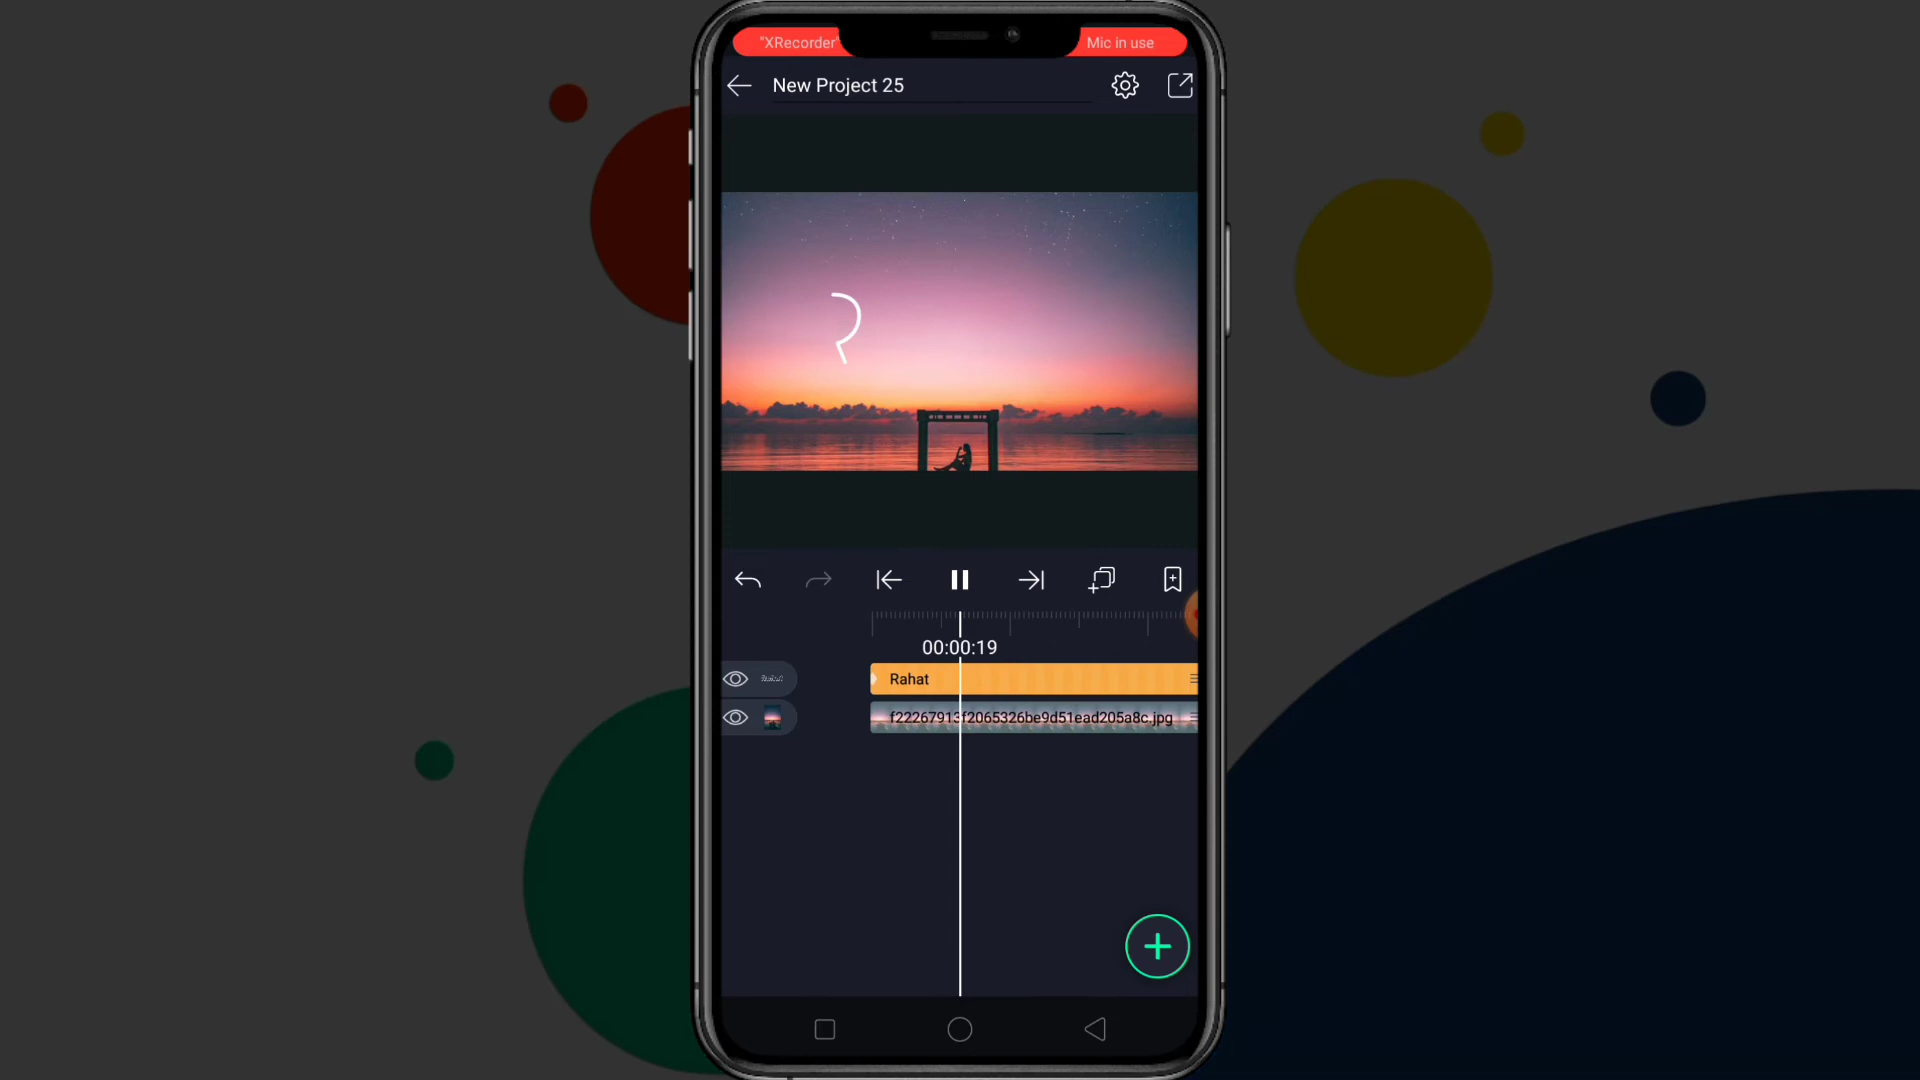 "XRecorder"
Mic in use
New Project 25
00:00:19
Rahat
f22267913f2065326be9d51ead205a8c.jpg